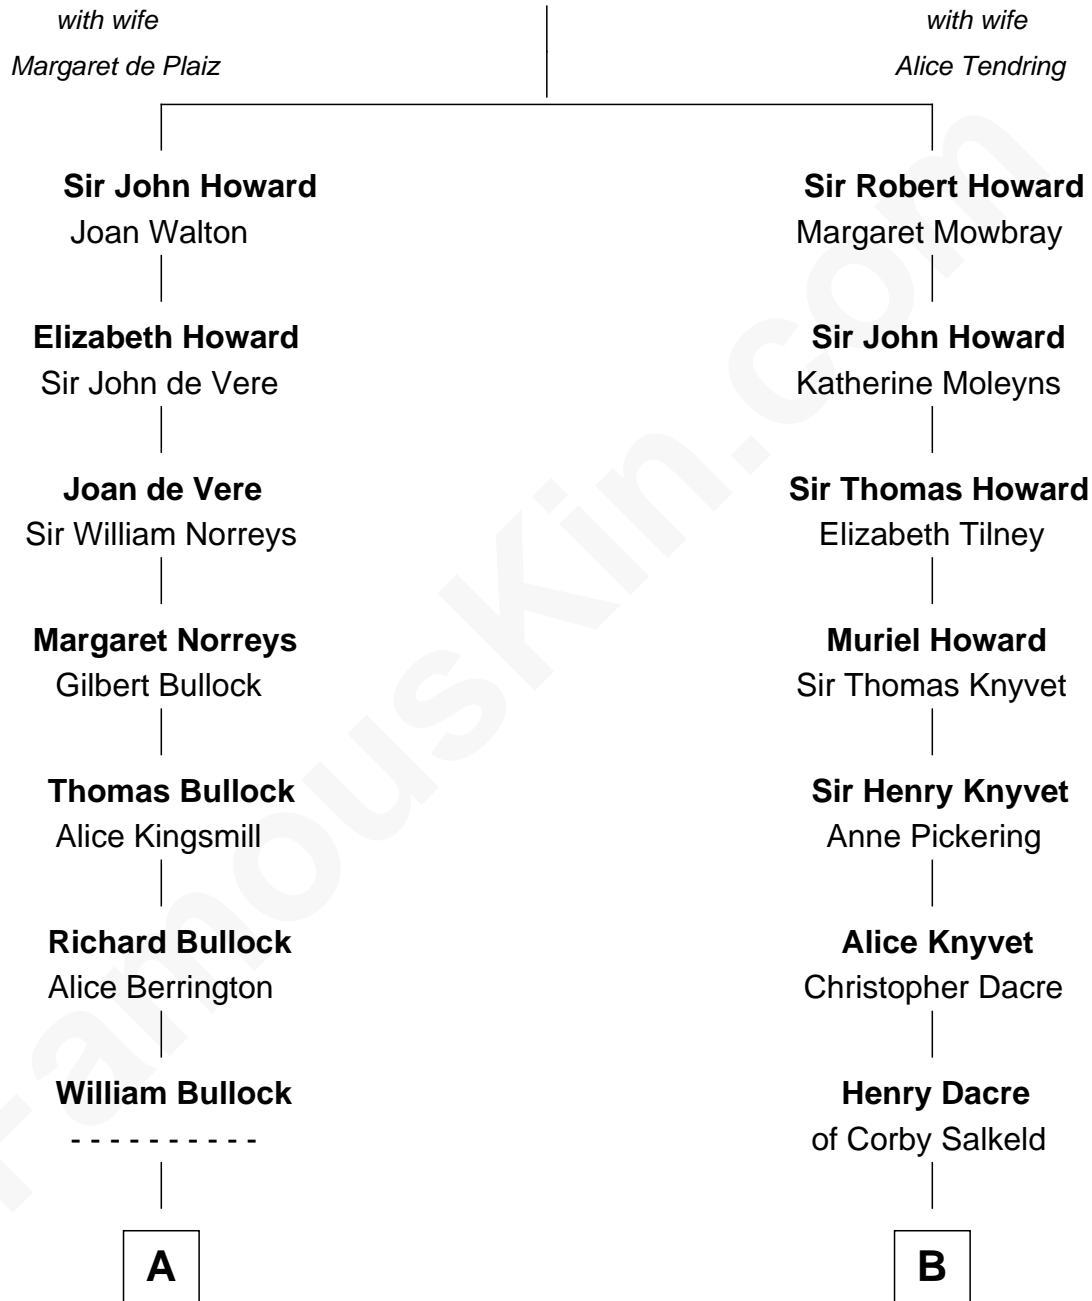 with wife
Margaret de Plaiz
with wife
Alice Tendring
Sir John Howard
Joan Walton
Sir Robert Howard
Margaret Mowbray
Elizabeth Howard
Sir John de Vere
Sir John Howard
Katherine Moleyns
Joan de Vere
Sir William Norreys
Sir Thomas Howard
Elizabeth Tilney
Margaret Norreys
Gilbert Bullock
Muriel Howard
Sir Thomas Knyvet
Thomas Bullock
Alice Kingsmill
Sir Henry Knyvet
Anne Pickering
Richard Bullock
Alice Berrington
Alice Knyvet
Christopher Dacre
William Bullock
- - - - - - - - - -
Henry Dacre
of Corby Salkeld
A
B
FamousKin.com